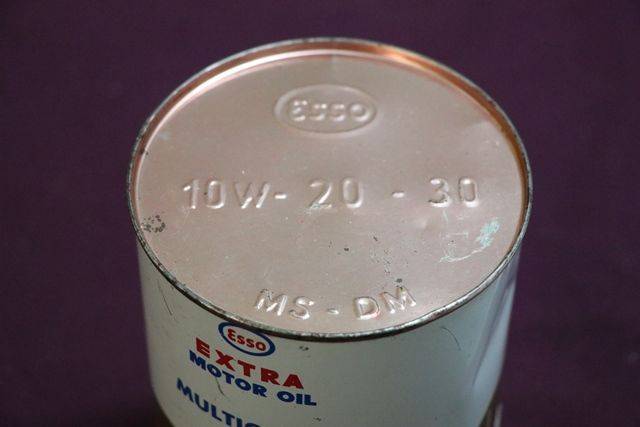 Esso
10W-20-30
MS-DM
Esso
EXTRA
MOTOR OIL